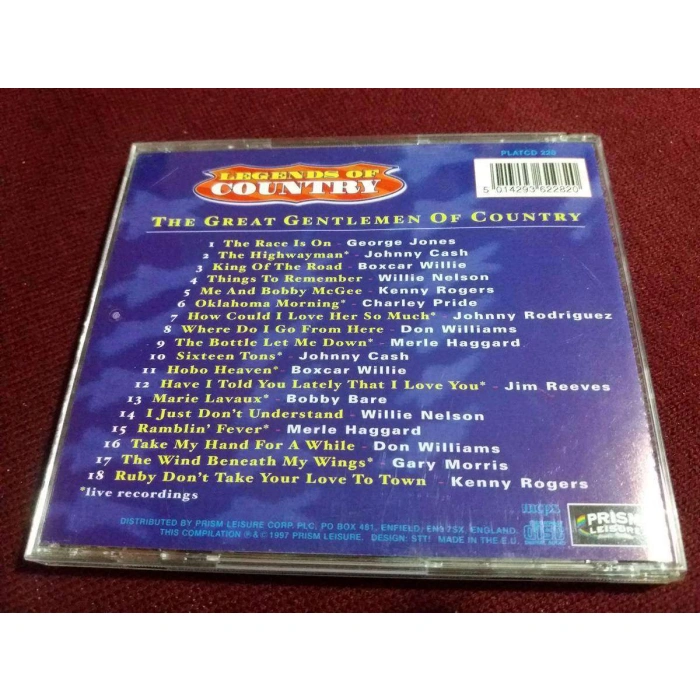 LEGENDS OF
COUNTRY
PLATCD 228
5 014293 622820
THE GREAT GENTLEMEN OF COUNTRY
1 The Race Is On - George Jones
2 The Highwayman* - Johnny Cash
3 King Of The Road - Boxcar Willie
4 Things To Remember - Willie Nelson
5 Me And Bobby McGee - Kenny Rogers
6 Oklahoma Morning* - Charley Pride
7 How Could I Love Her So Much* - Johnny Rodriguez
8 Where Do I Go From Here - Don Williams
9 The Bottle Let Me Down* - Merle Haggard
10 Sixteen Tons* - Johnny Cash
11 Hobo Heaven* - Boxcar Willie
12 Have I Told You Lately That I Love You* - Jim Reeves
13 Marie Lavaux* - Bobby Bare
14 I Just Don't Understand - Willie Nelson
15 Ramblin' Fever* - Merle Haggard
16 Take My Hand For A While - Don Williams
17 The Wind Beneath My Wings* - Gary Morris
18 Ruby Don't Take Your Love To Town - Kenny Rogers
*live recordings
DISTRIBUTED BY PRISM LEISURE CORP. PLC, PO BOX 481, ENFIELD, EN1 7SX, ENGLAND.
THIS COMPILATION ℗ & © 1997 PRISM LEISURE. DESIGN: STT! MADE IN THE E.U.
mcps
PRISM
LEISURE